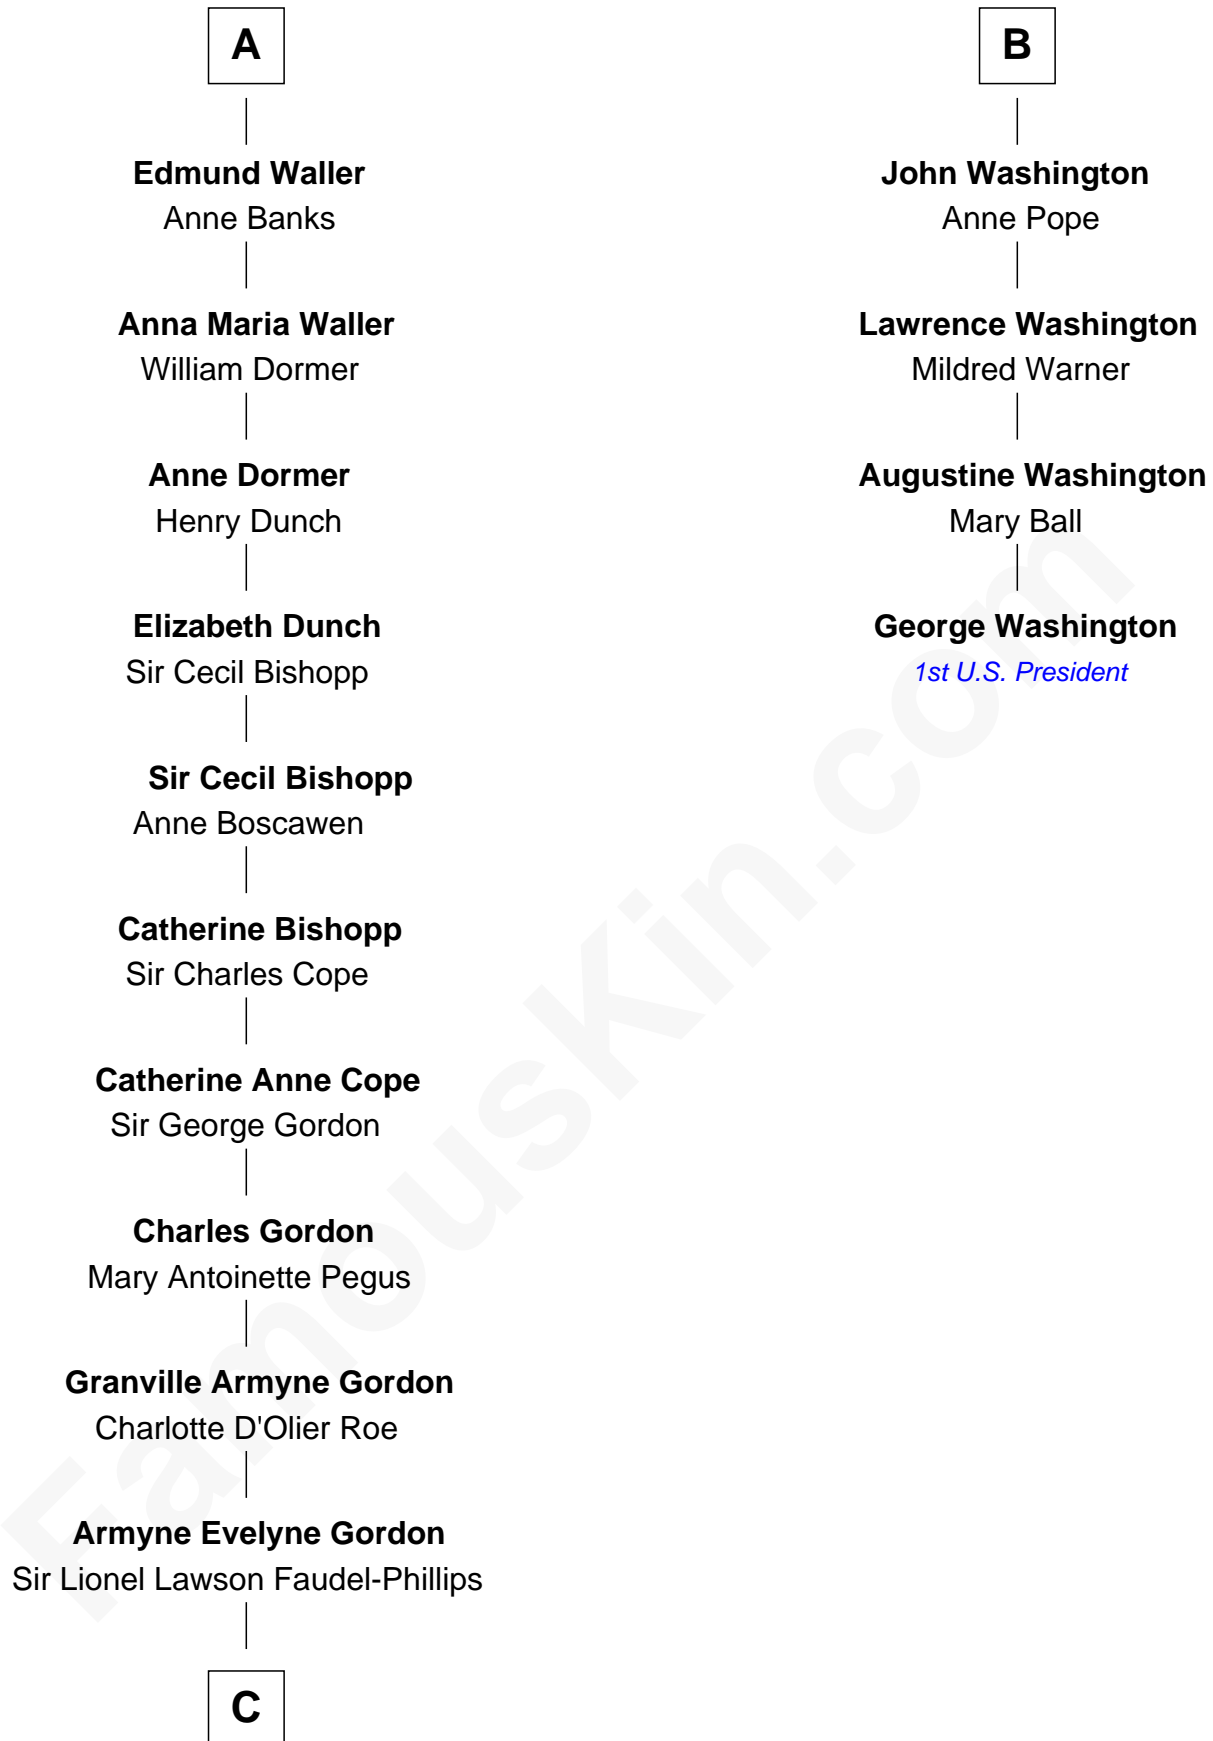 A
Edmund Waller
Anne Banks
Anna Maria Waller
William Dormer
Anne Dormer
Henry Dunch
Elizabeth Dunch
Sir Cecil Bishopp
Sir Cecil Bishopp
Anne Boscawen
Catherine Bishopp
Sir Charles Cope
Catherine Anne Cope
Sir George Gordon
Charles Gordon
Mary Antoinette Pegus
Granville Armyne Gordon
Charlotte D'Olier Roe
Armyne Evelyne Gordon
Sir Lionel Lawson Faudel-Phillips
C
B
John Washington
Anne Pope
Lawrence Washington
Mildred Warner
Augustine Washington
Mary Ball
George Washington
1st U.S. President
FamousKin.com